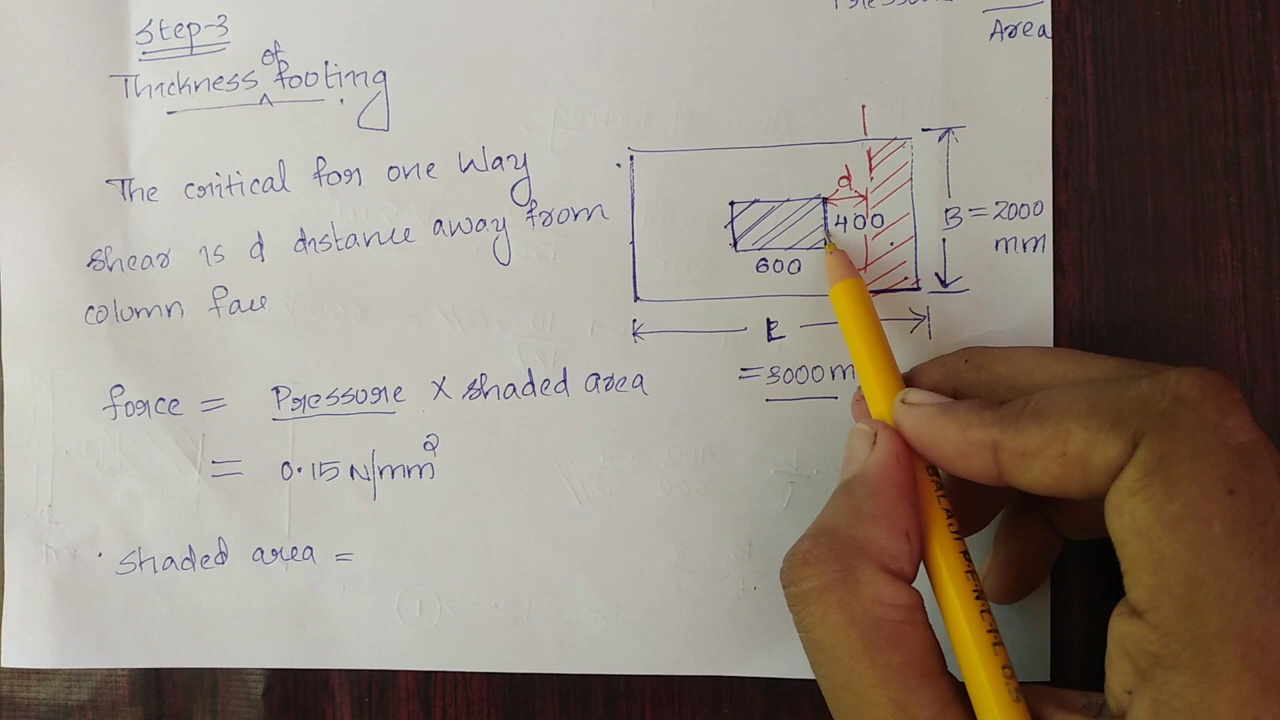 Area
Step-3
Thickness of footing
The critical for one way
shear is d distance away from
column face
force = Pressure × shaded area
= 0.15 N/mm²
shaded area =
d
400
600
B = 2000
mm
L
= 3000 m